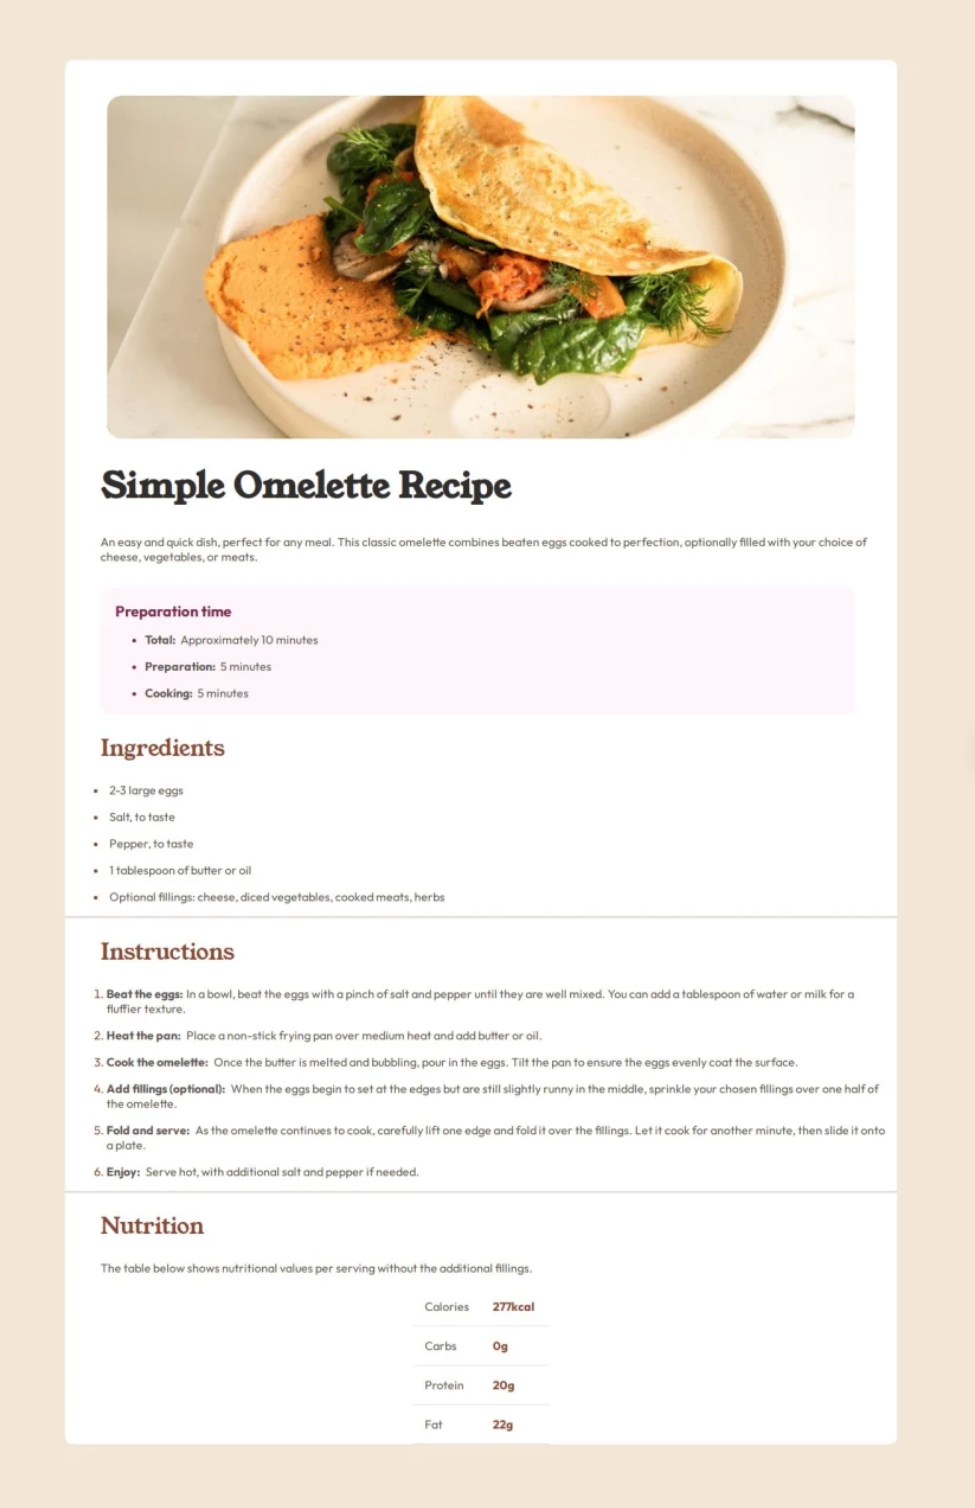 Simple Omelette Recipe
An easy and quick dish, perfect for any meal. This classic omelette combines beaten eggs cooked to perfection, optionally filled with your choice of
cheese, vegetables, or meats.
Preparation time
• Total: Approximately 10 minutes
• Preparation: 5 minutes
• Cooking: 5 minutes
Ingredients
• 2-3 large eggs
• Salt, to taste
• Pepper, to taste
• 1 tablespoon of butter or oil
• Optional fillings: cheese, diced vegetables, cooked meats, herbs
Instructions
1. Beat the eggs: In a bowl, beat the eggs with a pinch of salt and pepper until they are well mixed. You can add a tablespoon of water or milk for a
fluffier texture.
2. Heat the pan: Place a non-stick frying pan over medium heat and add butter or oil.
3. Cook the omelette: Once the butter is melted and bubbling, pour in the eggs. Tilt the pan to ensure the eggs evenly coat the surface.
4. Add fillings (optional): When the eggs begin to set at the edges but are still slightly runny in the middle, sprinkle your chosen fillings over one half of
the omelette.
5. Fold and serve: As the omelette continues to cook, carefully lift one edge and fold it over the fillings. Let it cook for another minute, then slide it onto
a plate.
6. Enjoy: Serve hot, with additional salt and pepper if needed.
Nutrition
The table below shows nutritional values per serving without the additional fillings.
Calories 277kcal
Carbs 0g
Protein 20g
Fat 22g